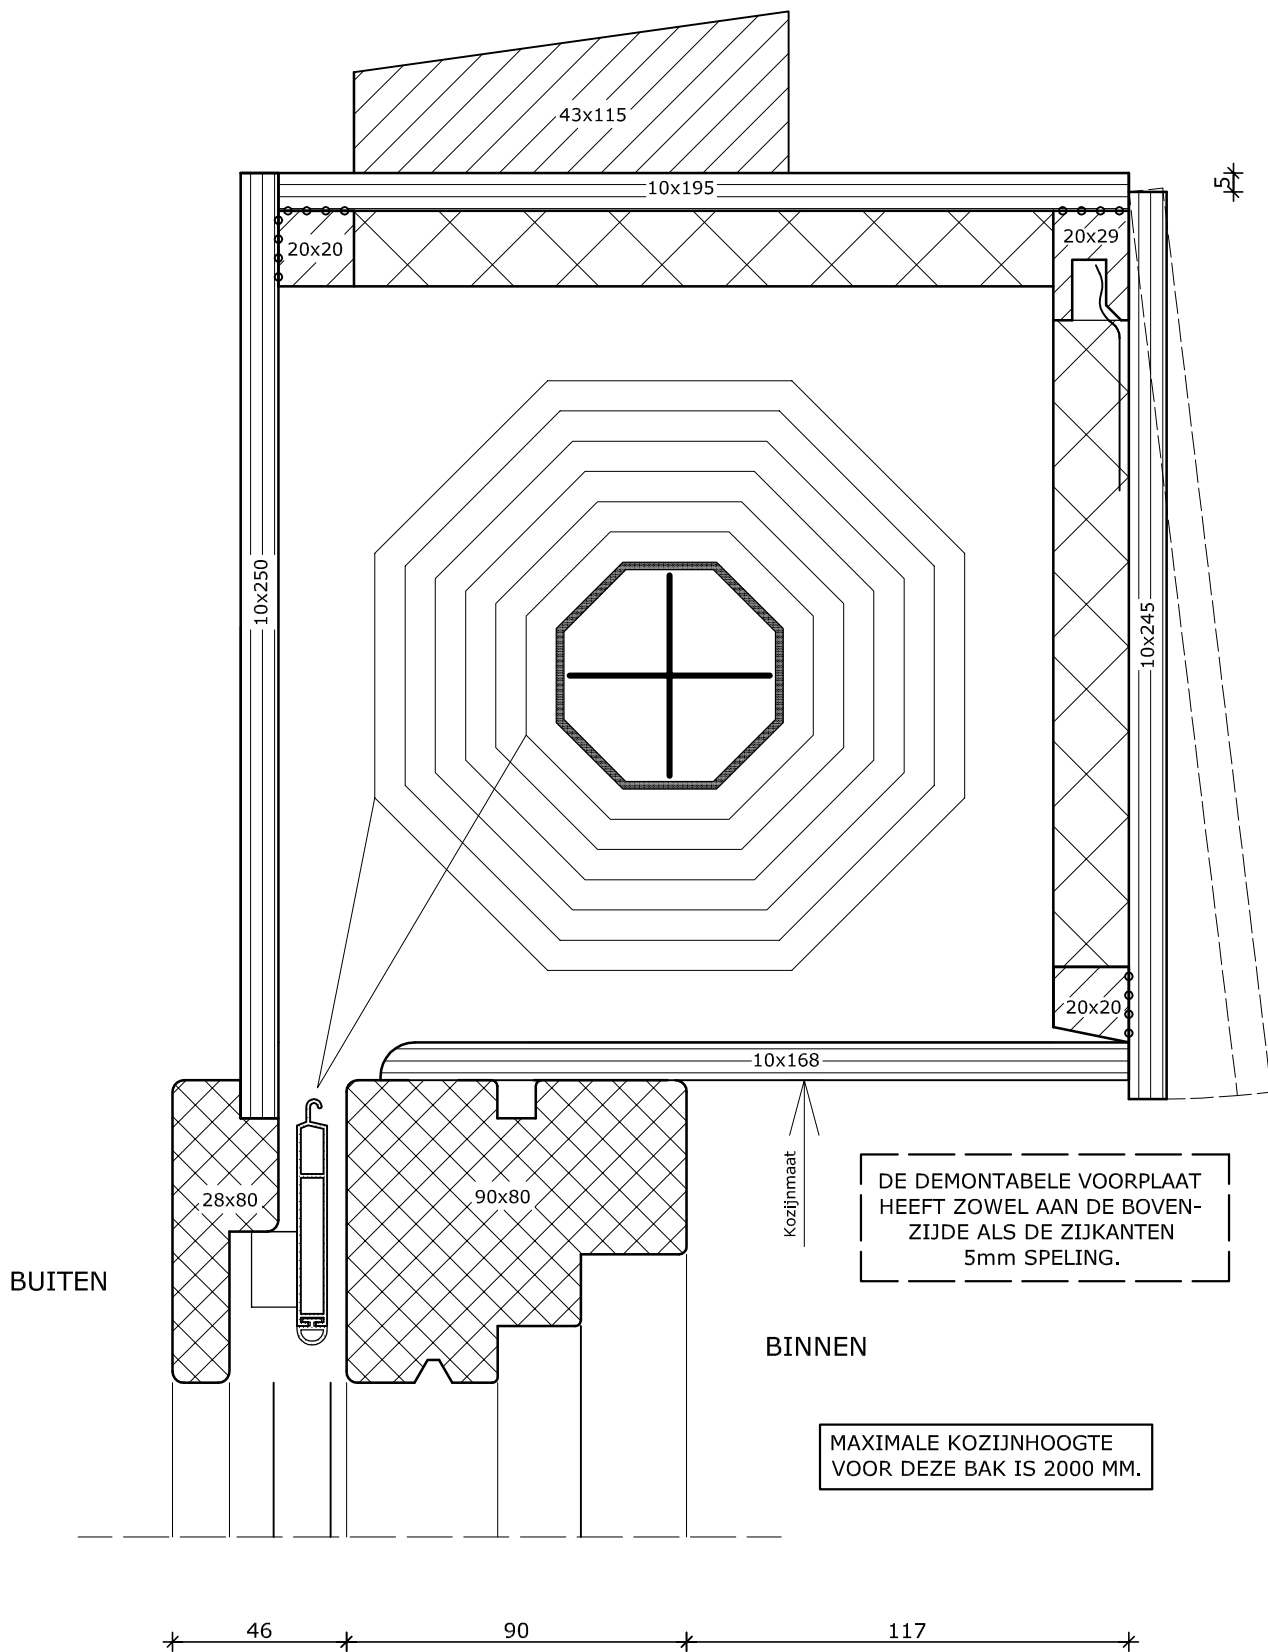 43x115
10x195
5
20x20
20x29
10x250
10x245
20x20
10x168
Kozijnmaat
28x80
90x80
DE DEMONTABELE VOORPLAAT
HEEFT ZOWEL AAN DE BOVEN-
ZIJDE ALS DE ZIJKANTEN
5mm SPELING.
BUITEN
BINNEN
MAXIMALE KOZIJNHOOGTE
VOOR DEZE BAK IS 2000 MM.
46
90
117